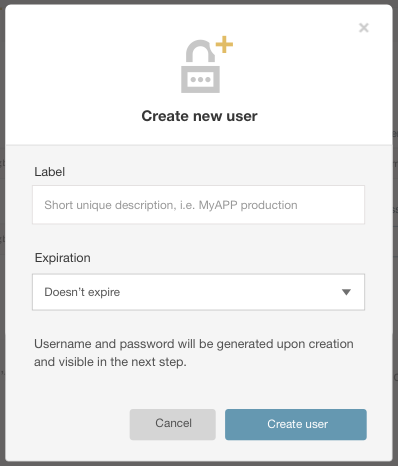 Create new user
Label
Short unique description, i.e. MyAPP production
Expiration
Doesn't expire
Username and password will be generated upon creation
and visible in the next step.
Cancel
Create user